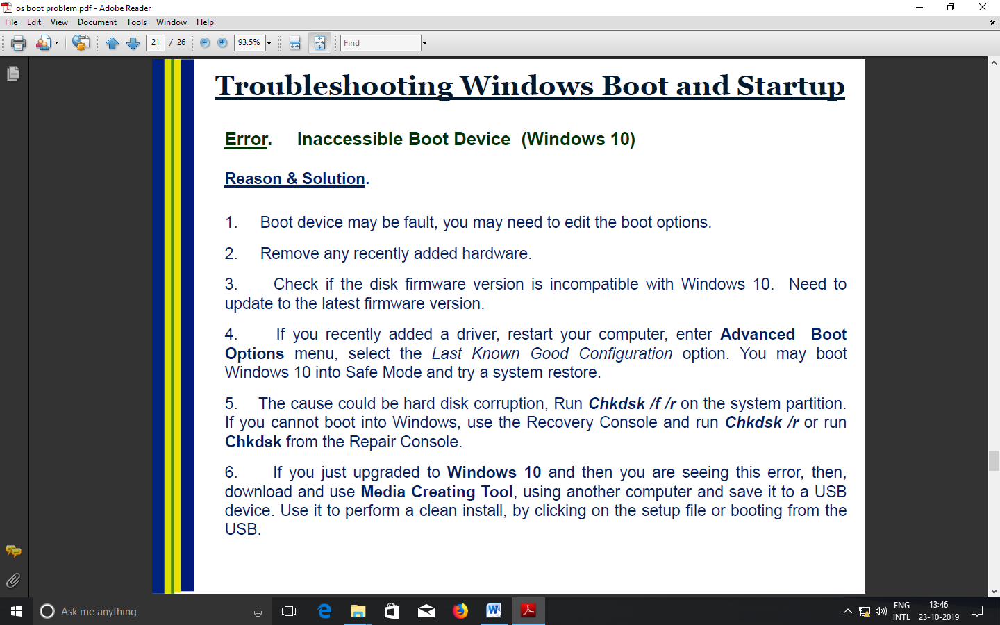 os boot problem.pdf - Adobe Reader
File Edit View Document Tools Window Help
21 / 26 93.5% Find
Troubleshooting Windows Boot and Startup
Error. Inaccessible Boot Device (Windows 10)
Reason & Solution.
1. Boot device may be fault, you may need to edit the boot options.
2. Remove any recently added hardware.
3. Check if the disk firmware version is incompatible with Windows 10. Need to
update to the latest firmware version.
4. If you recently added a driver, restart your computer, enter Advanced Boot
Options menu, select the Last Known Good Configuration option. You may boot
Windows 10 into Safe Mode and try a system restore.
5. The cause could be hard disk corruption, Run Chkdsk /f /r on the system partition.
If you cannot boot into Windows, use the Recovery Console and run Chkdsk /r or run
Chkdsk from the Repair Console.
6. If you just upgraded to Windows 10 and then you are seeing this error, then,
download and use Media Creating Tool, using another computer and save it to a USB
device. Use it to perform a clean install, by clicking on the setup file or booting from the
USB.
Ask me anything
ENG 13:46
INTL 23-10-2019